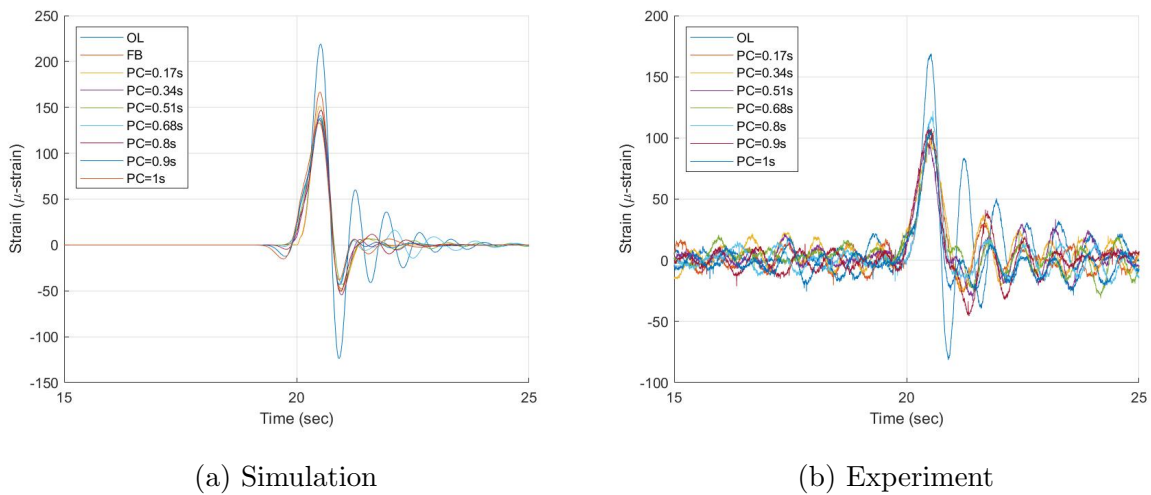 250
200
150
100
50
0
-50
-100
-150
Strain (μ-strain)
OL
FB
PC=0.17s
PC=0.34s
PC=0.51s
PC=0.68s
PC=0.8s
PC=0.9s
PC=1s
15
20
25
Time (sec)
(a) Simulation
200
150
100
50
0
-50
-100
Strain (μ-strain)
OL
PC=0.17s
PC=0.34s
PC=0.51s
PC=0.68s
PC=0.8s
PC=0.9s
PC=1s
15
20
25
Time (sec)
(b) Experiment